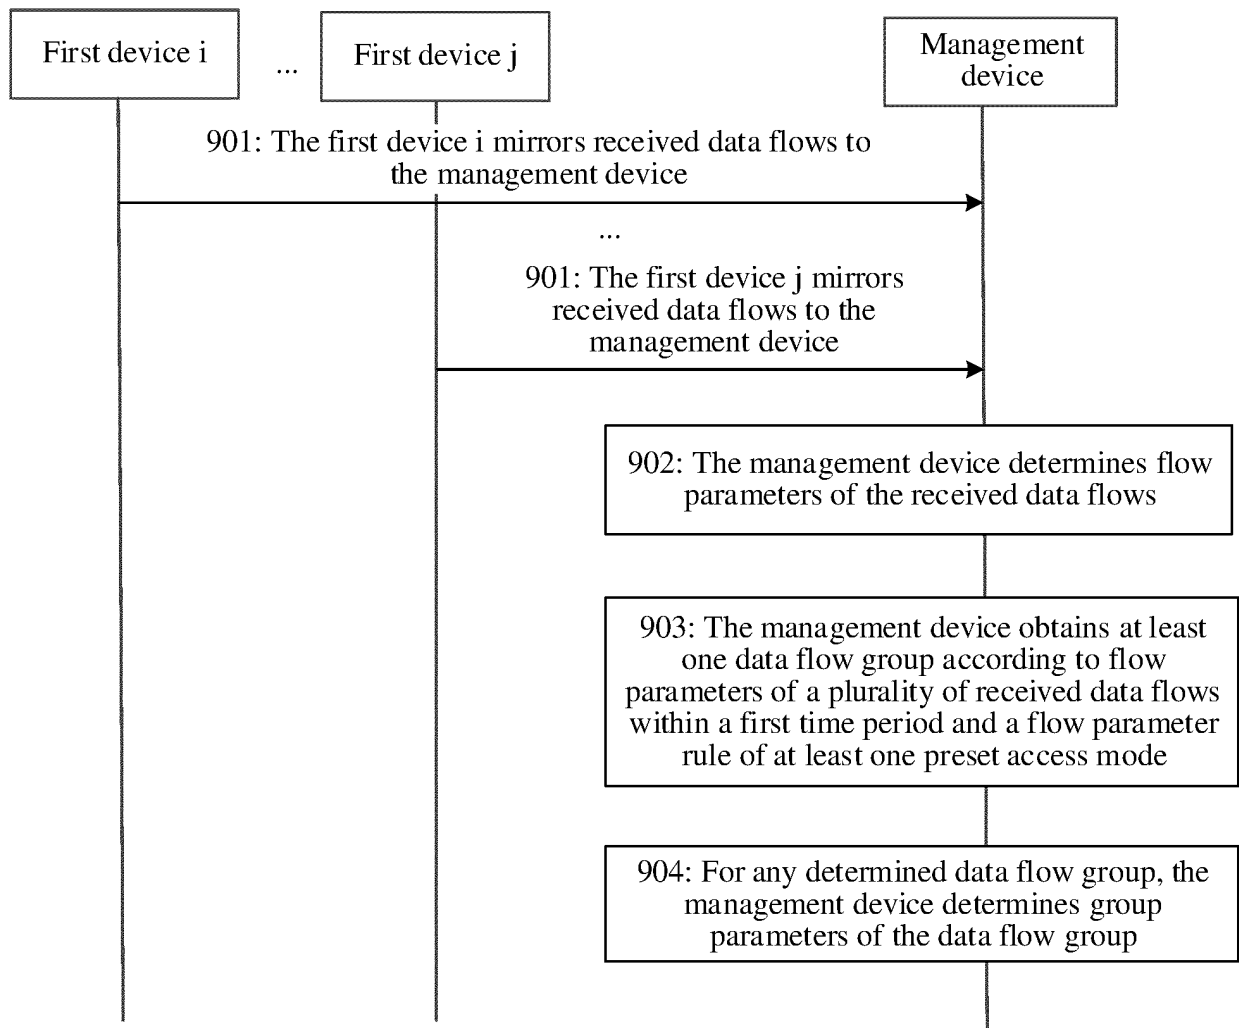 First device i
...
First device j
Management
device
901: The first device i mirrors received data flows to
the management device
...
901: The first device j mirrors
received data flows to the
management device
902: The management device determines flow
parameters of the received data flows
903: The management device obtains at least
one data flow group according to flow
parameters of a plurality of received data flows
within a first time period and a flow parameter
rule of at least one preset access mode
904: For any determined data flow group, the
management device determines group
parameters of the data flow group